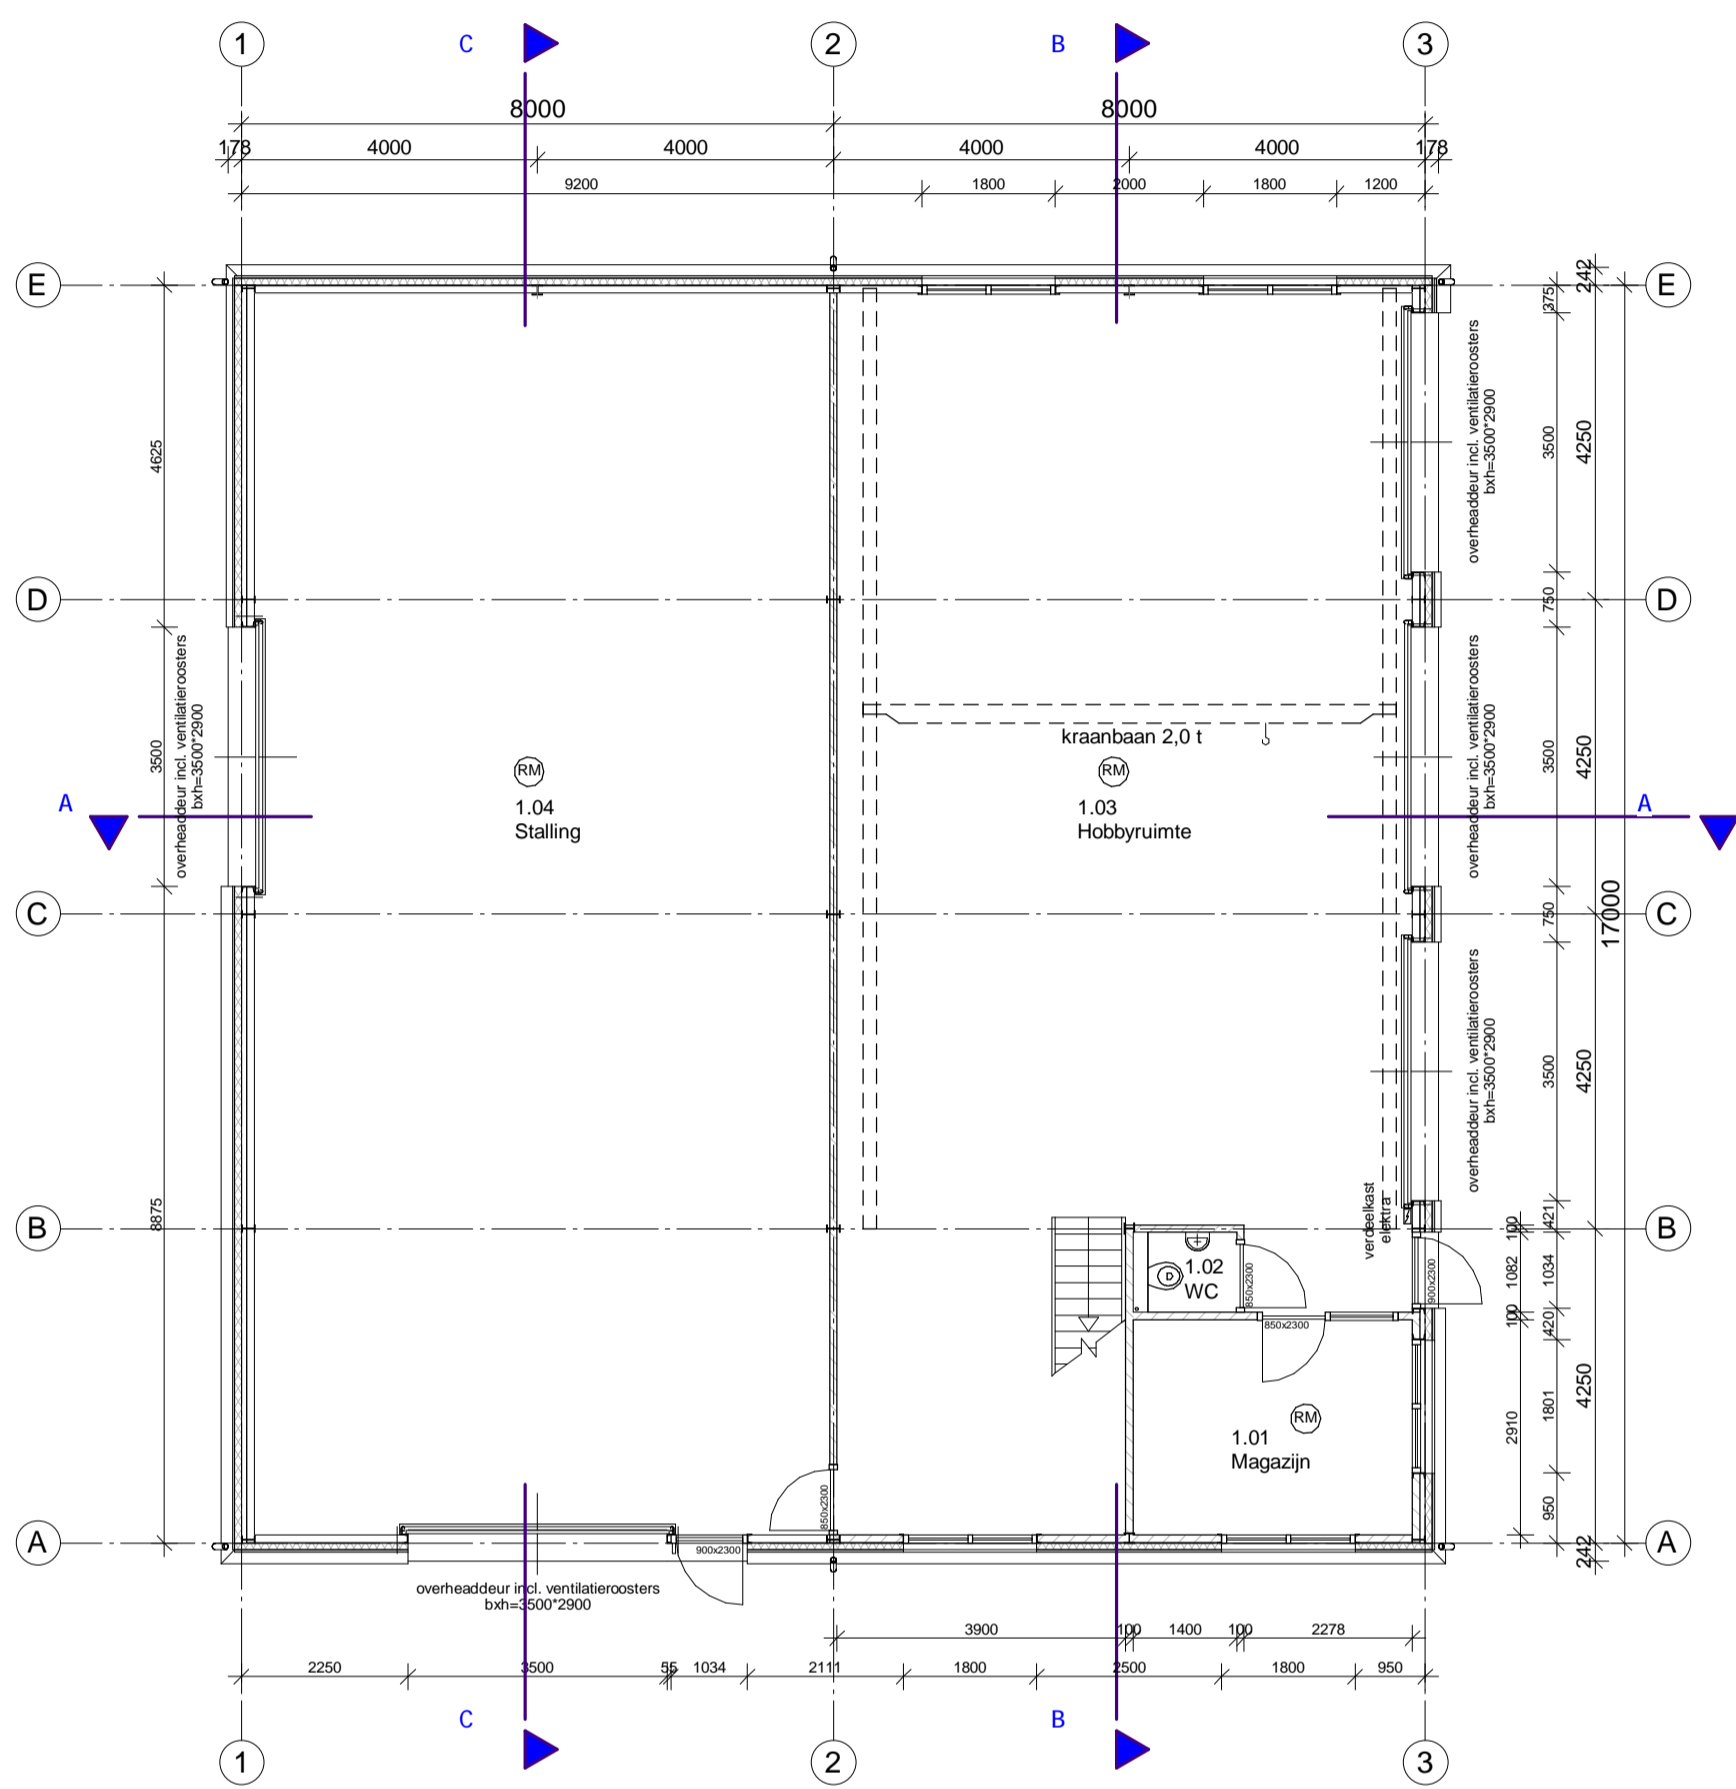 1
C
2
B
3
8000
8000
178
4000
4000
4000
4000
178
9200
1800
2000
1800
1200
E
E
242
375
4625
overheaddeur incl. ventilatieroosters
bxh=3500*2900
3500
4250
D
D
750
3500
overheaddeur incl. ventilatieroosters
bxh=3500*2900
kraanbaan 2,0 t
RM
1.04
Stalling
RM
1.03
Hobbyruimte
overheaddeur incl. ventilatieroosters
bxh=3500*2900
3500
4250
A
A
C
C
750
17000
overheaddeur incl. ventilatieroosters
bxh=3500*2900
3500
4250
8875
verdeelkast
elektra
B
B
421
100
1.02
WC
850x2300
900x2300
1082
1034
100
420
850x2300
RM
1.01
Magazijn
2910
1801
4250
950
850x2300
A
A
900x2300
242
overheaddeur incl. ventilatieroosters
bxh=3500*2900
3900
100
1400
100
2278
2250
3500
55
1034
2111
1800
2500
1800
950
C
B
1
2
3